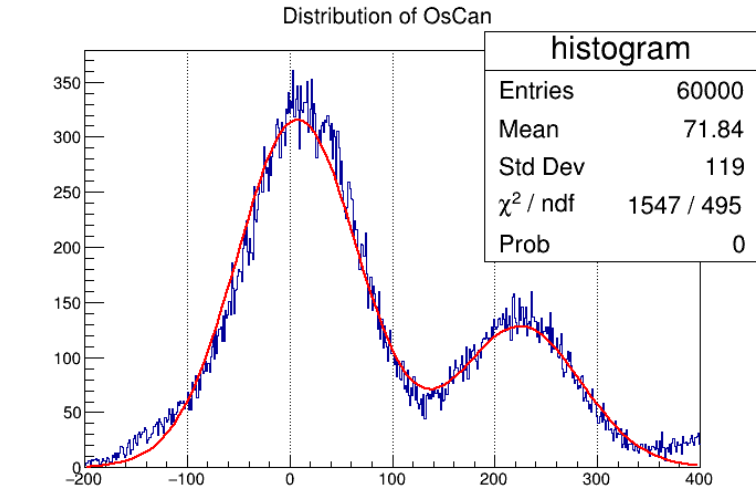 Distribution of OsCan
histogram
Entries 60000
Mean 71.84
Std Dev 119
χ² / ndf 1547 / 495
Prob 0
350
300
250
200
150
100
50
0
−200 −100 0 100 200 300 400